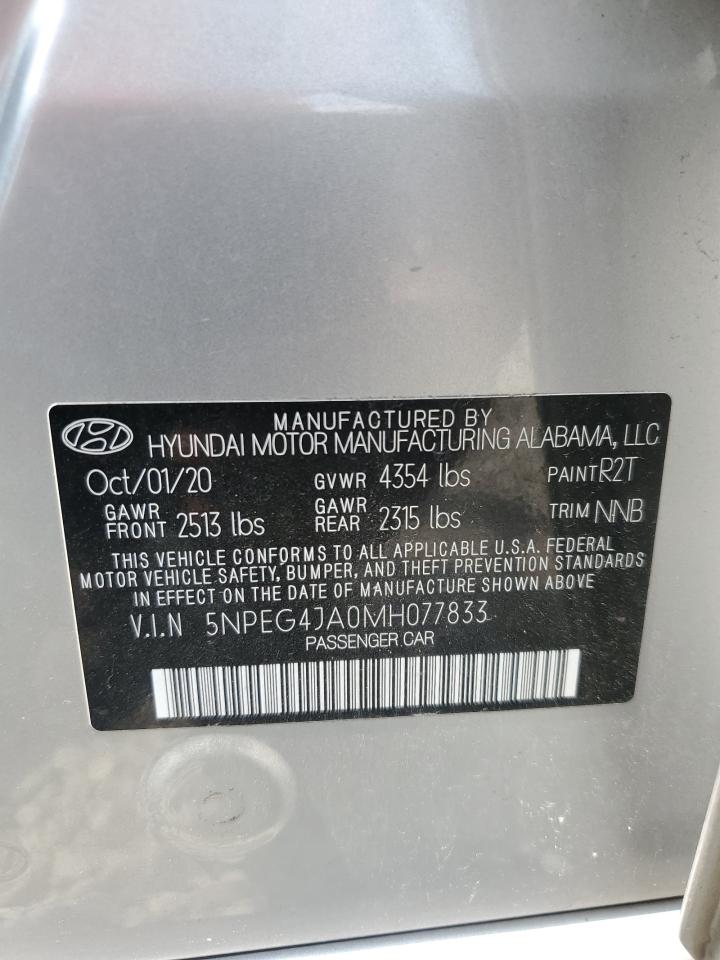 MANUFACTURED BY
HYUNDAI MOTOR MANUFACTURING ALABAMA, LLC
Oct/01/20 GVWR 4354 lbs PAINT R2T
GAWR FRONT 2513 lbs GAWR REAR 2315 lbs TRIM NNB
THIS VEHICLE CONFORMS TO ALL APPLICABLE U.S.A. FEDERAL
MOTOR VEHICLE SAFETY, BUMPER, AND THEFT PREVENTION STANDARDS
IN EFFECT ON THE DATE OF MANUFACTURE SHOWN ABOVE
V.I.N 5NPEG4JA0MH077833
PASSENGER CAR